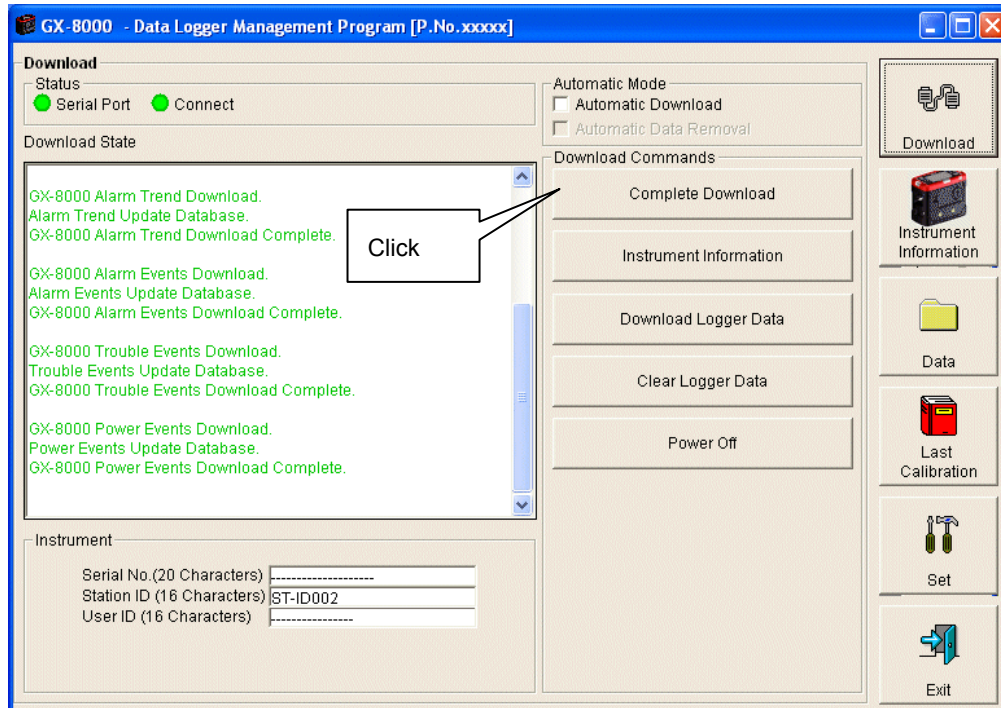 GX-8000 - Data Logger Management Program [P.No.xxxxx]
Download
Status
Serial Port Connect
Download State
GX-8000 Alarm Trend Download.
Alarm Trend Update Database.
GX-8000 Alarm Trend Download Complete.
GX-8000 Alarm Events Download.
Alarm Events Update Database.
GX-8000 Alarm Events Download Complete.
GX-8000 Trouble Events Download.
Trouble Events Update Database.
GX-8000 Trouble Events Download Complete.
GX-8000 Power Events Download.
Power Events Update Database.
GX-8000 Power Events Download Complete.
Click
Instrument
Serial No.(20 Characters) --------------------
Station ID (16 Characters) ST-ID002
User ID (16 Characters) ----------------
Automatic Mode
Automatic Download
Automatic Data Removal
Download Commands
Complete Download
Instrument Information
Download Logger Data
Clear Logger Data
Power Off
Download
Instrument
Information
Data
Last
Calibration
Set
Exit